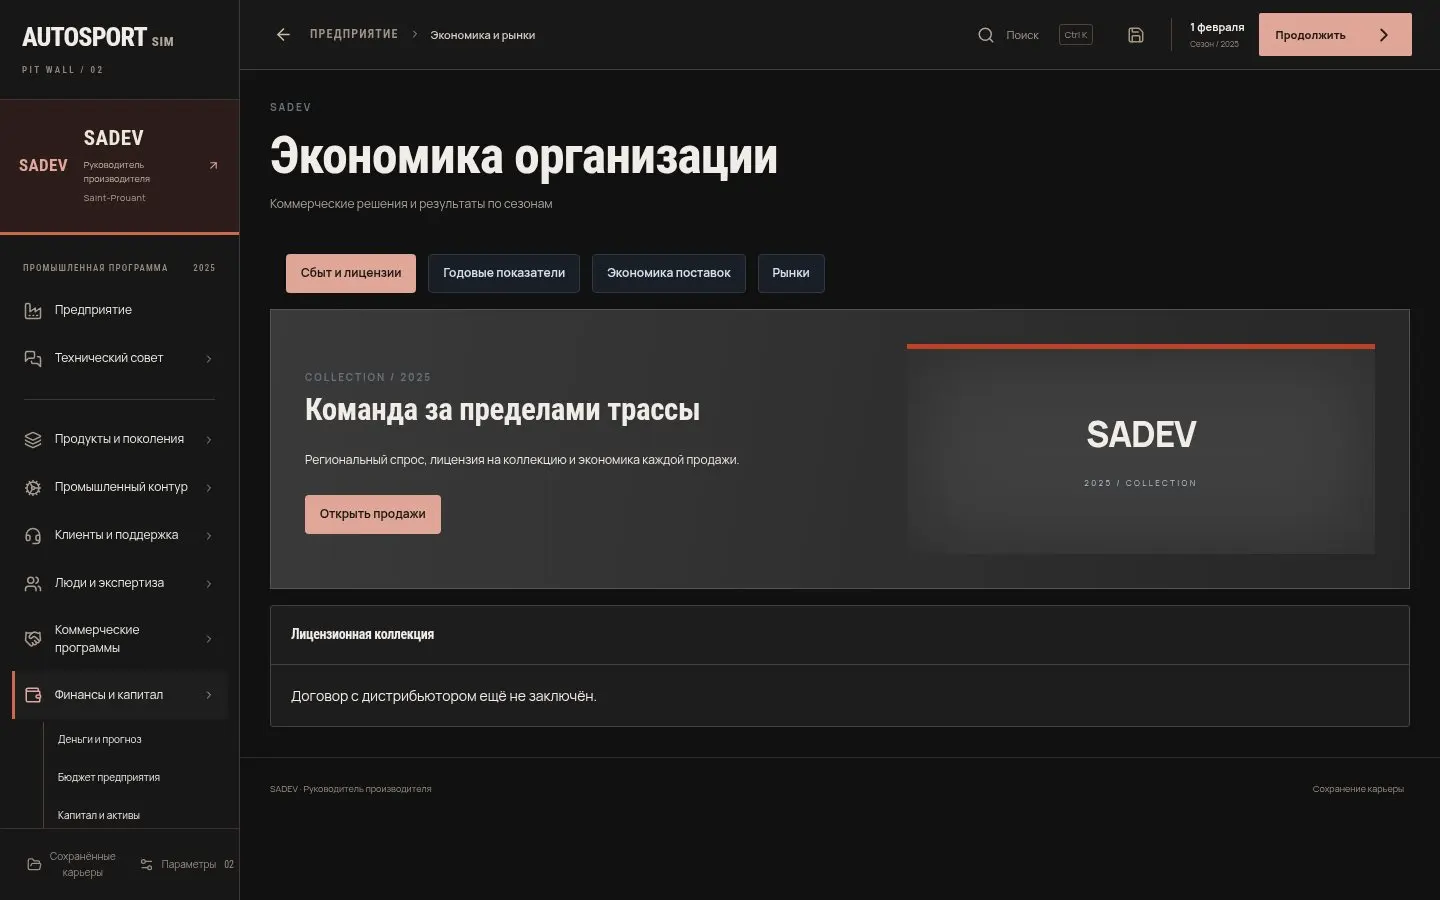 AUTOSPORT SIM
PIT WALL / 02
SADEV
SADEV
Руководитель
производителя
Saint-Prouant
ПРОМЫШЛЕННАЯ ПРОГРАММА 2025
Предприятие
Технический совет
Продукты и поколения
Промышленный контур
Клиенты и поддержка
Люди и экспертиза
Коммерческие
программы
Финансы и капитал
Деньги и прогноз
Бюджет предприятия
Капитал и активы
Сохранённые
карьеры
Параметры 02
ПРЕДПРИЯТИЕ
Экономика и рынки
Поиск
Ctrl K
1 февраля
Сезон / 2025
Продолжить
SADEV
Экономика организации
Коммерческие решения и результаты по сезонам
Сбыт и лицензии
Годовые показатели
Экономика поставок
Рынки
COLLECTION / 2025
Команда за пределами трассы
Региональный спрос, лицензия на коллекцию и экономика каждой продажи.
Открыть продажи
SADEV
2025 / COLLECTION
Лицензионная коллекция
Договор с дистрибьютором ещё не заключён.
SADEV · Руководитель производителя
Сохранение карьеры